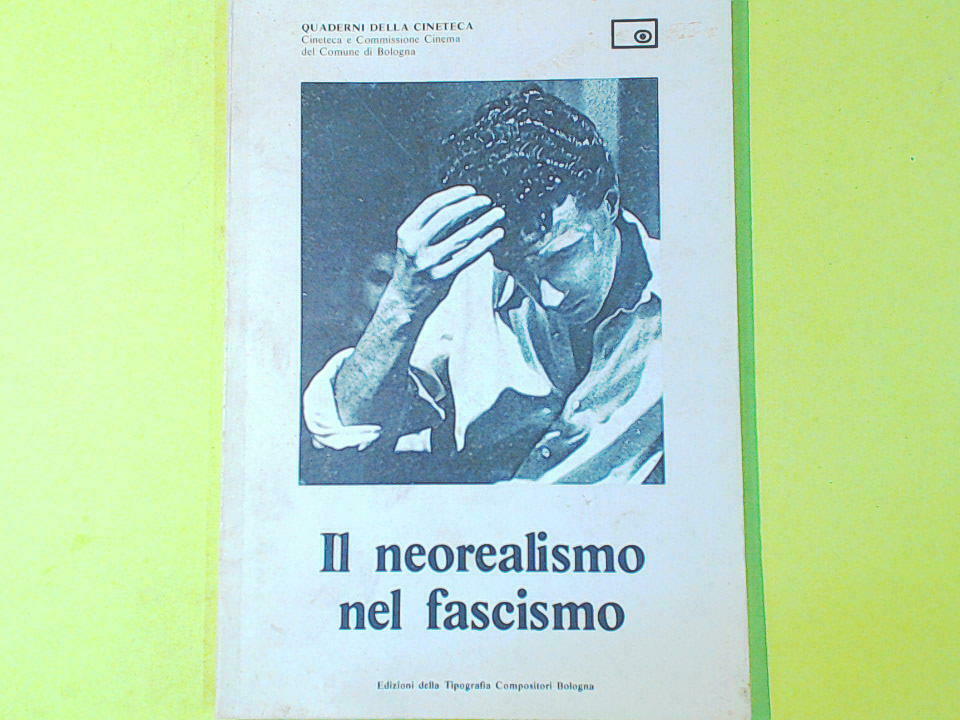 QUADERNI DELLA CINETECA
Cineteca e Commissione Cinema
del Comune di Bologna
Il neorealismo
nel fascismo
Edizioni della Tipografia Compositori Bologna